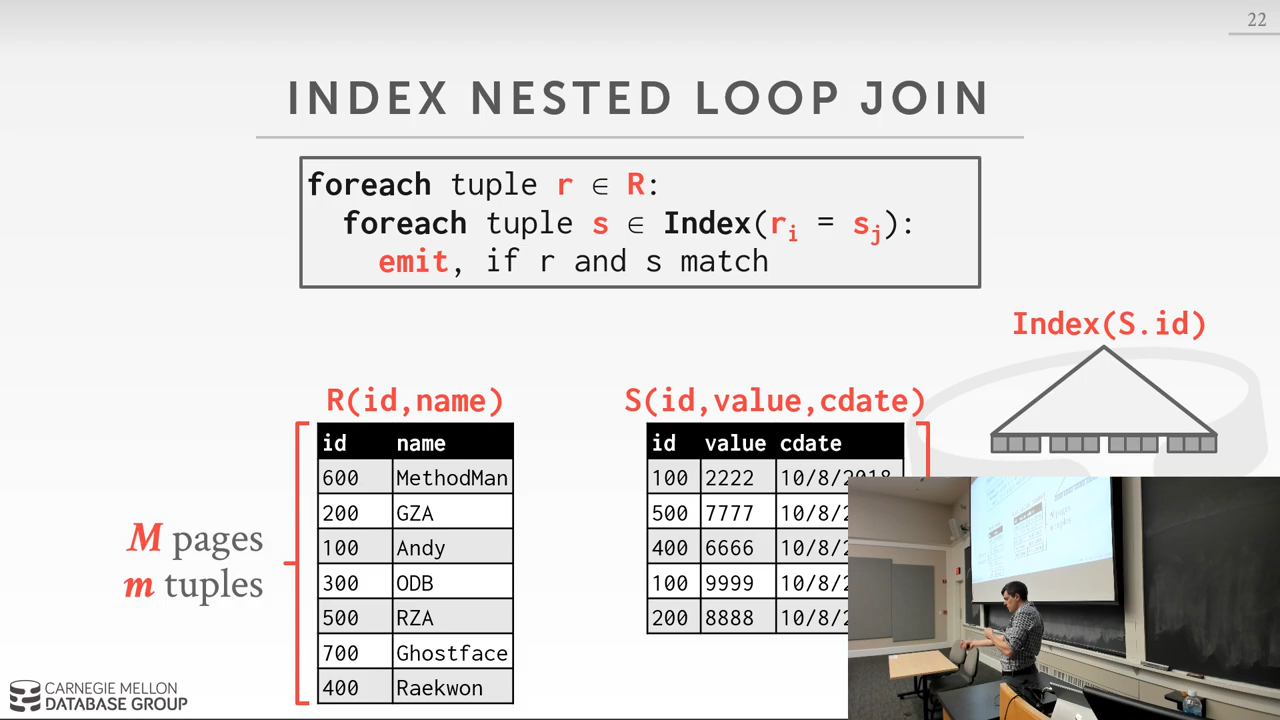 22
INDEX NESTED LOOP JOIN
foreach tuple r ∈ R:
foreach tuple s ∈ Index(ri = sj):
emit, if r and s match
Index(S.id)
R(id,name)
id name
600 MethodMan
200 GZA
100 Andy
300 ODB
500 RZA
700 Ghostface
400 Raekwon
M pages
m tuples
S(id,value,cdate)
id value cdate
100 2222 10/8/2018
500 7777 10/8/2
400 6666 10/8/2
100 9999 10/8/2
200 8888 10/8/2
CARNEGIE MELLON
DATABASE GROUP